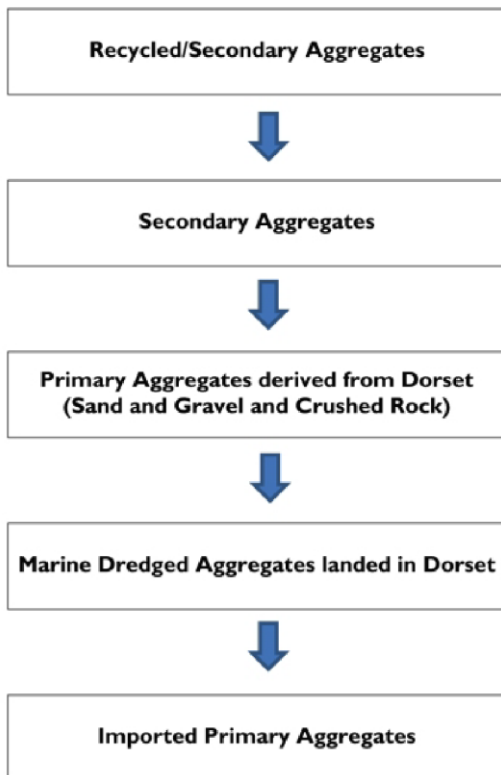 Recycled/Secondary Aggregates
Secondary Aggregates
Primary Aggregates derived from Dorset
(Sand and Gravel and Crushed Rock)
Marine Dredged Aggregates landed in Dorset
Imported Primary Aggregates